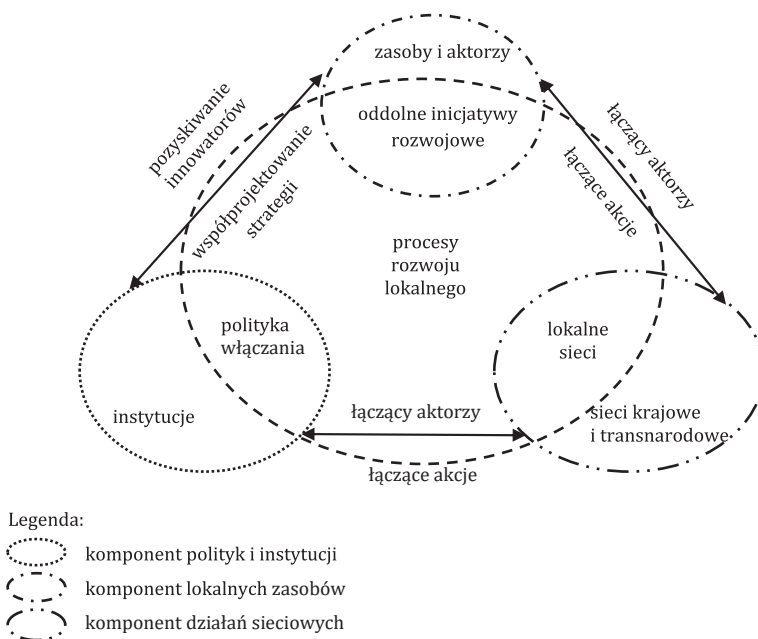 zasoby i aktorzy
oddolne inicjatywy
rozwojowe
pozyskiwanie
innowatorów
współprojektowanie
strategii
łączący aktorzy
łączące akcje
procesy
rozwoju
lokalnego
polityka
włączania
instytucje
lokalne
sieci
sieci krajowe
i transnarodowe
łączący aktorzy
łączące akcje
Legenda:
komponent polityk i instytucji
komponent lokalnych zasobów
komponent działań sieciowych